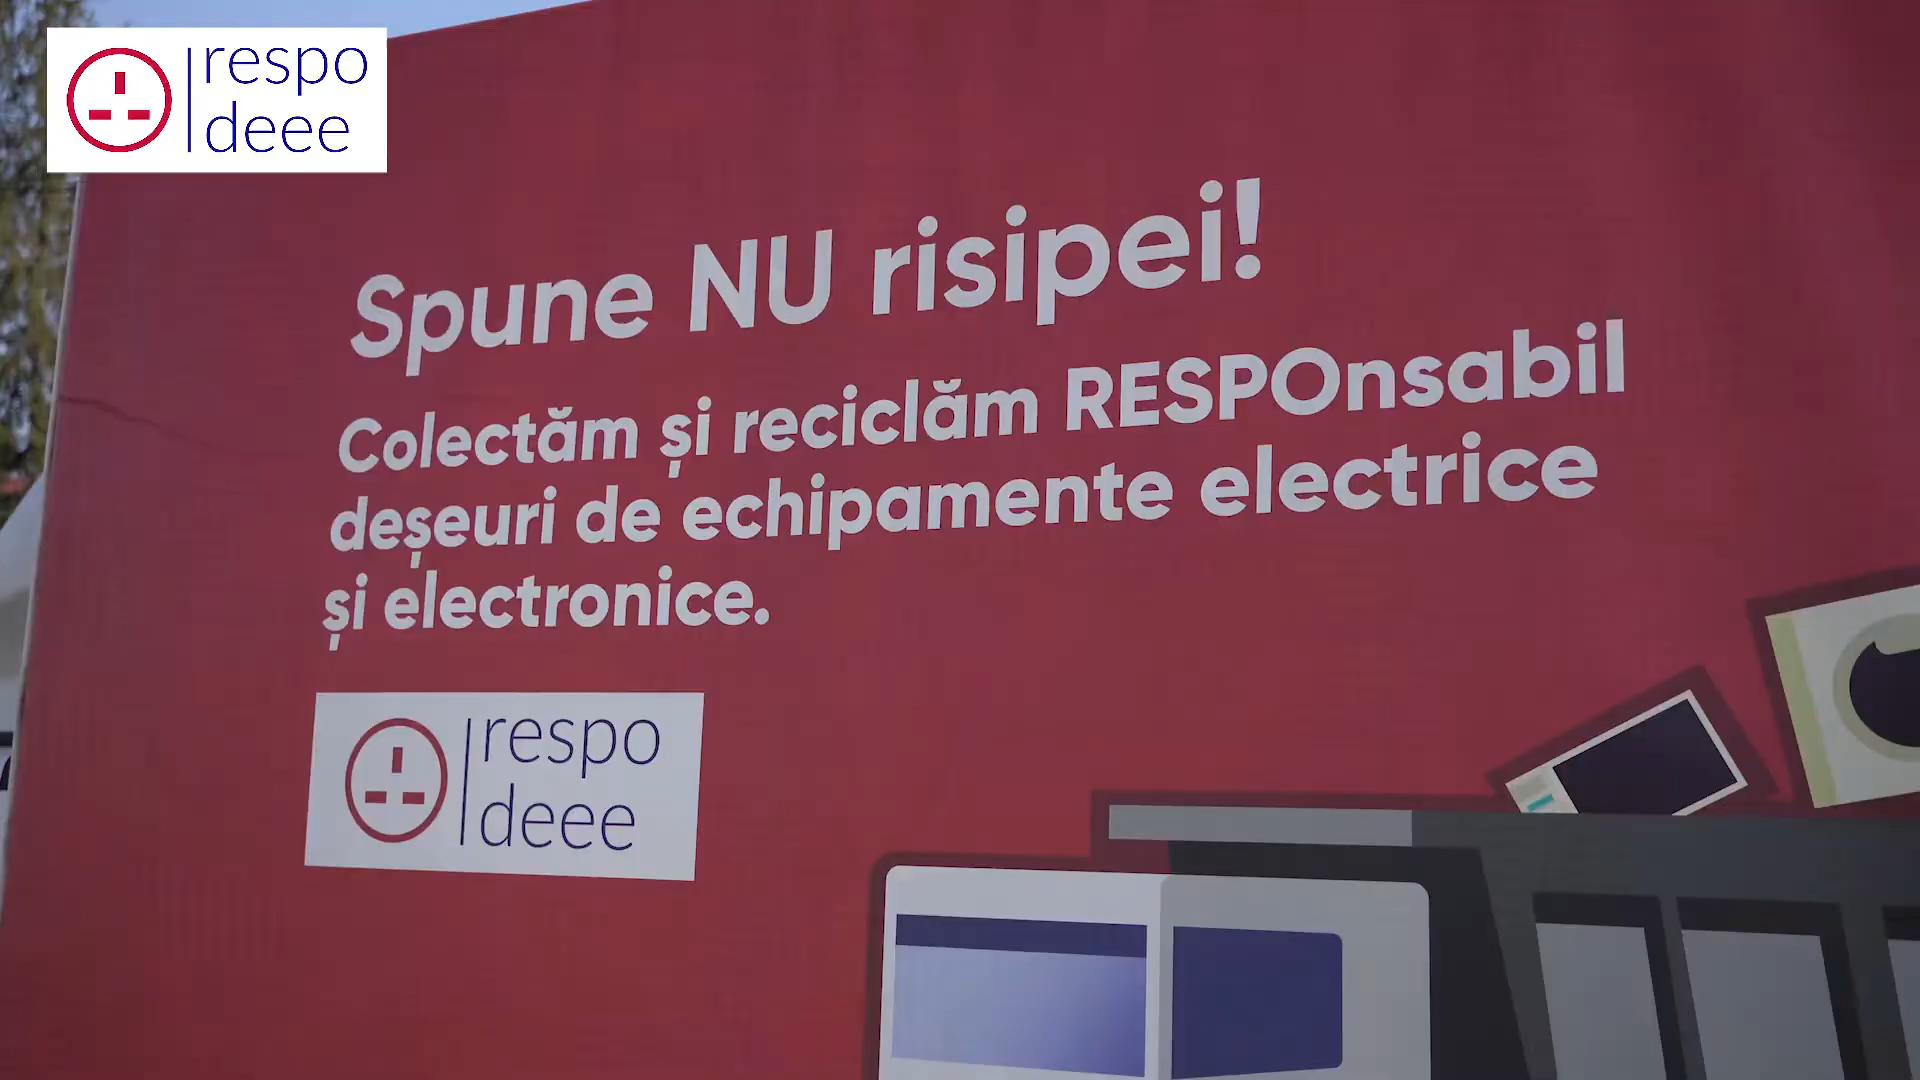 respo
deee
Spune NU risipei!
Colectăm și reciclăm RESPOnsabil
deșeuri de echipamente electrice
și electronice.
respo
deee